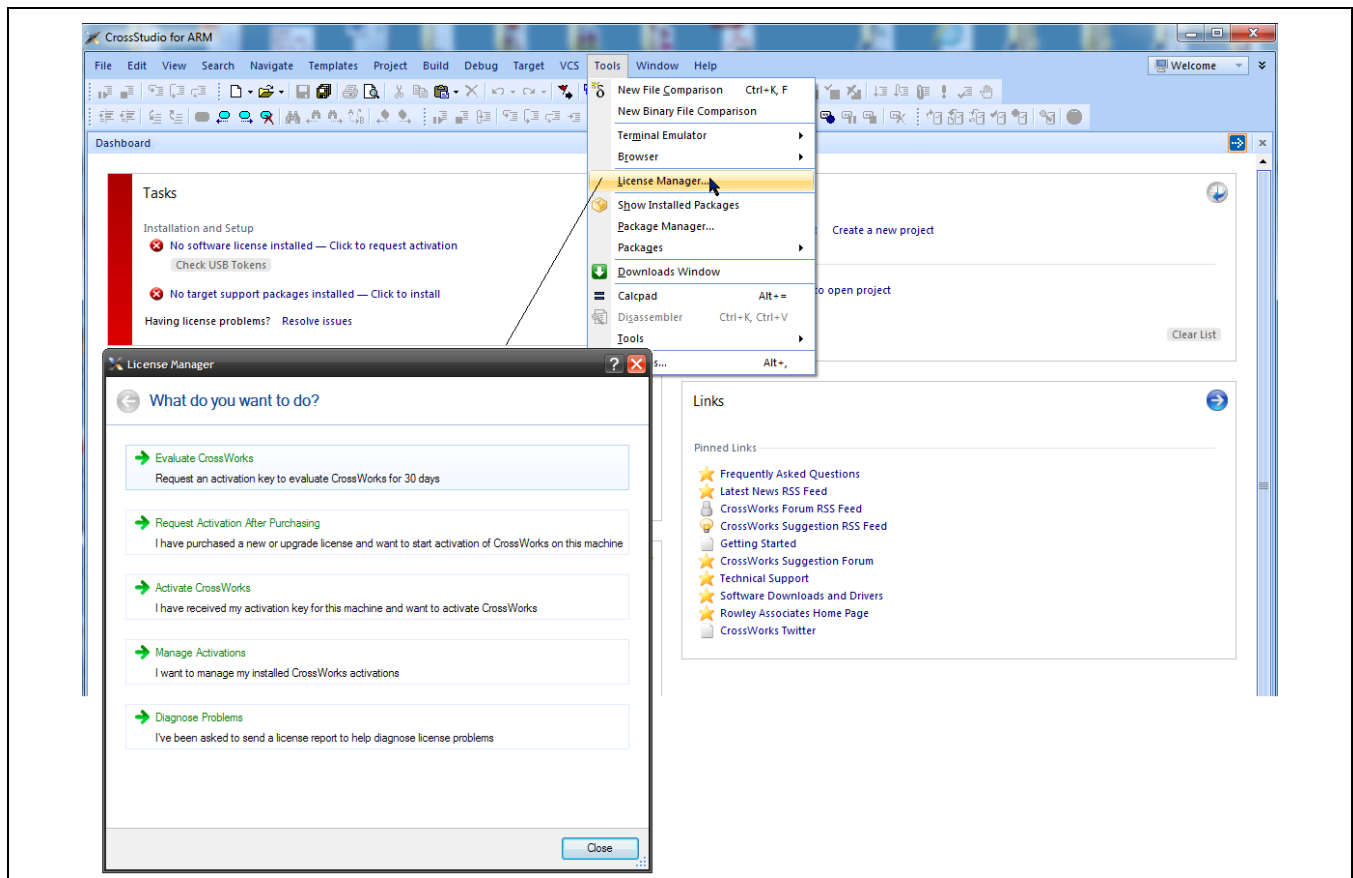 CrossStudio for ARM
File Edit View Search Navigate Templates Project Build Debug Target VCS Tools Window Help
Welcome
New File Comparison Ctrl+K, F
New Binary File Comparison
Terminal Emulator
Browser
License Manager...
Show Installed Packages
Package Manager...
Packages
Downloads Window
Calcpad Alt+=
Disassembler Ctrl+K, Ctrl+V
Tools
s... Alt+,
Dashboard
Tasks
Installation and Setup
No software license installed — Click to request activation
Check USB Tokens
No target support packages installed — Click to install
Having license problems? Resolve issues
Create a new project
to open project
Clear List
License Manager
What do you want to do?
Evaluate CrossWorks
Request an activation key to evaluate CrossWorks for 30 days
Request Activation After Purchasing
I have purchased a new or upgrade license and want to start activation of CrossWorks on this machine
Activate CrossWorks
I have received my activation key for this machine and want to activate CrossWorks
Manage Activations
I want to manage my installed CrossWorks activations
Diagnose Problems
I've been asked to send a license report to help diagnose license problems
Close
Links
Pinned Links
Frequently Asked Questions
Latest News RSS Feed
CrossWorks Forum RSS Feed
CrossWorks Suggestion RSS Feed
Getting Started
CrossWorks Suggestion Forum
Technical Support
Software Downloads and Drivers
Rowley Associates Home Page
CrossWorks Twitter